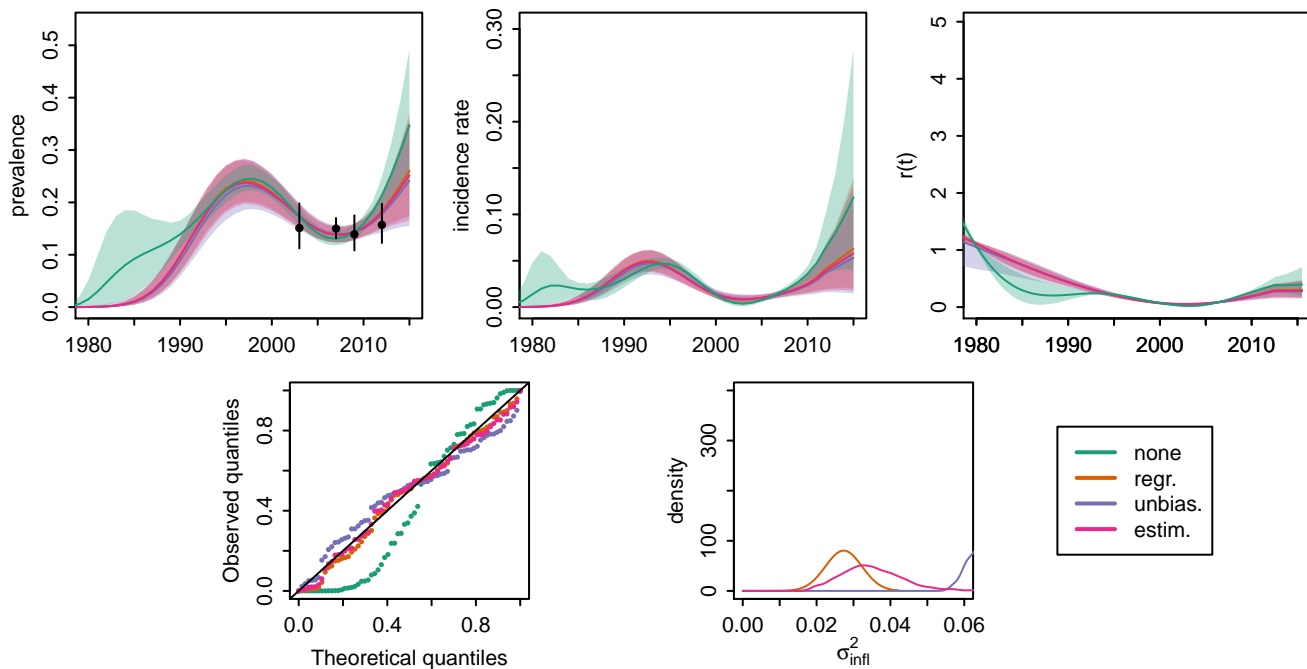 prevalence
0.0 0.1 0.2 0.3 0.4 0.5
1980 1990 2000 2010
incidence rate
0.00 0.10 0.20 0.30
1980 1990 2000 2010
r(t)
0 1 2 3 4 5
1980 1990 2000 2010
Observed quantiles
0.0 0.4 0.8
0.0 0.4 0.8
Theoretical quantiles
density
0 100 300
0.00 0.02 0.04 0.06
σ²infl
none
regr.
unbias.
estim.